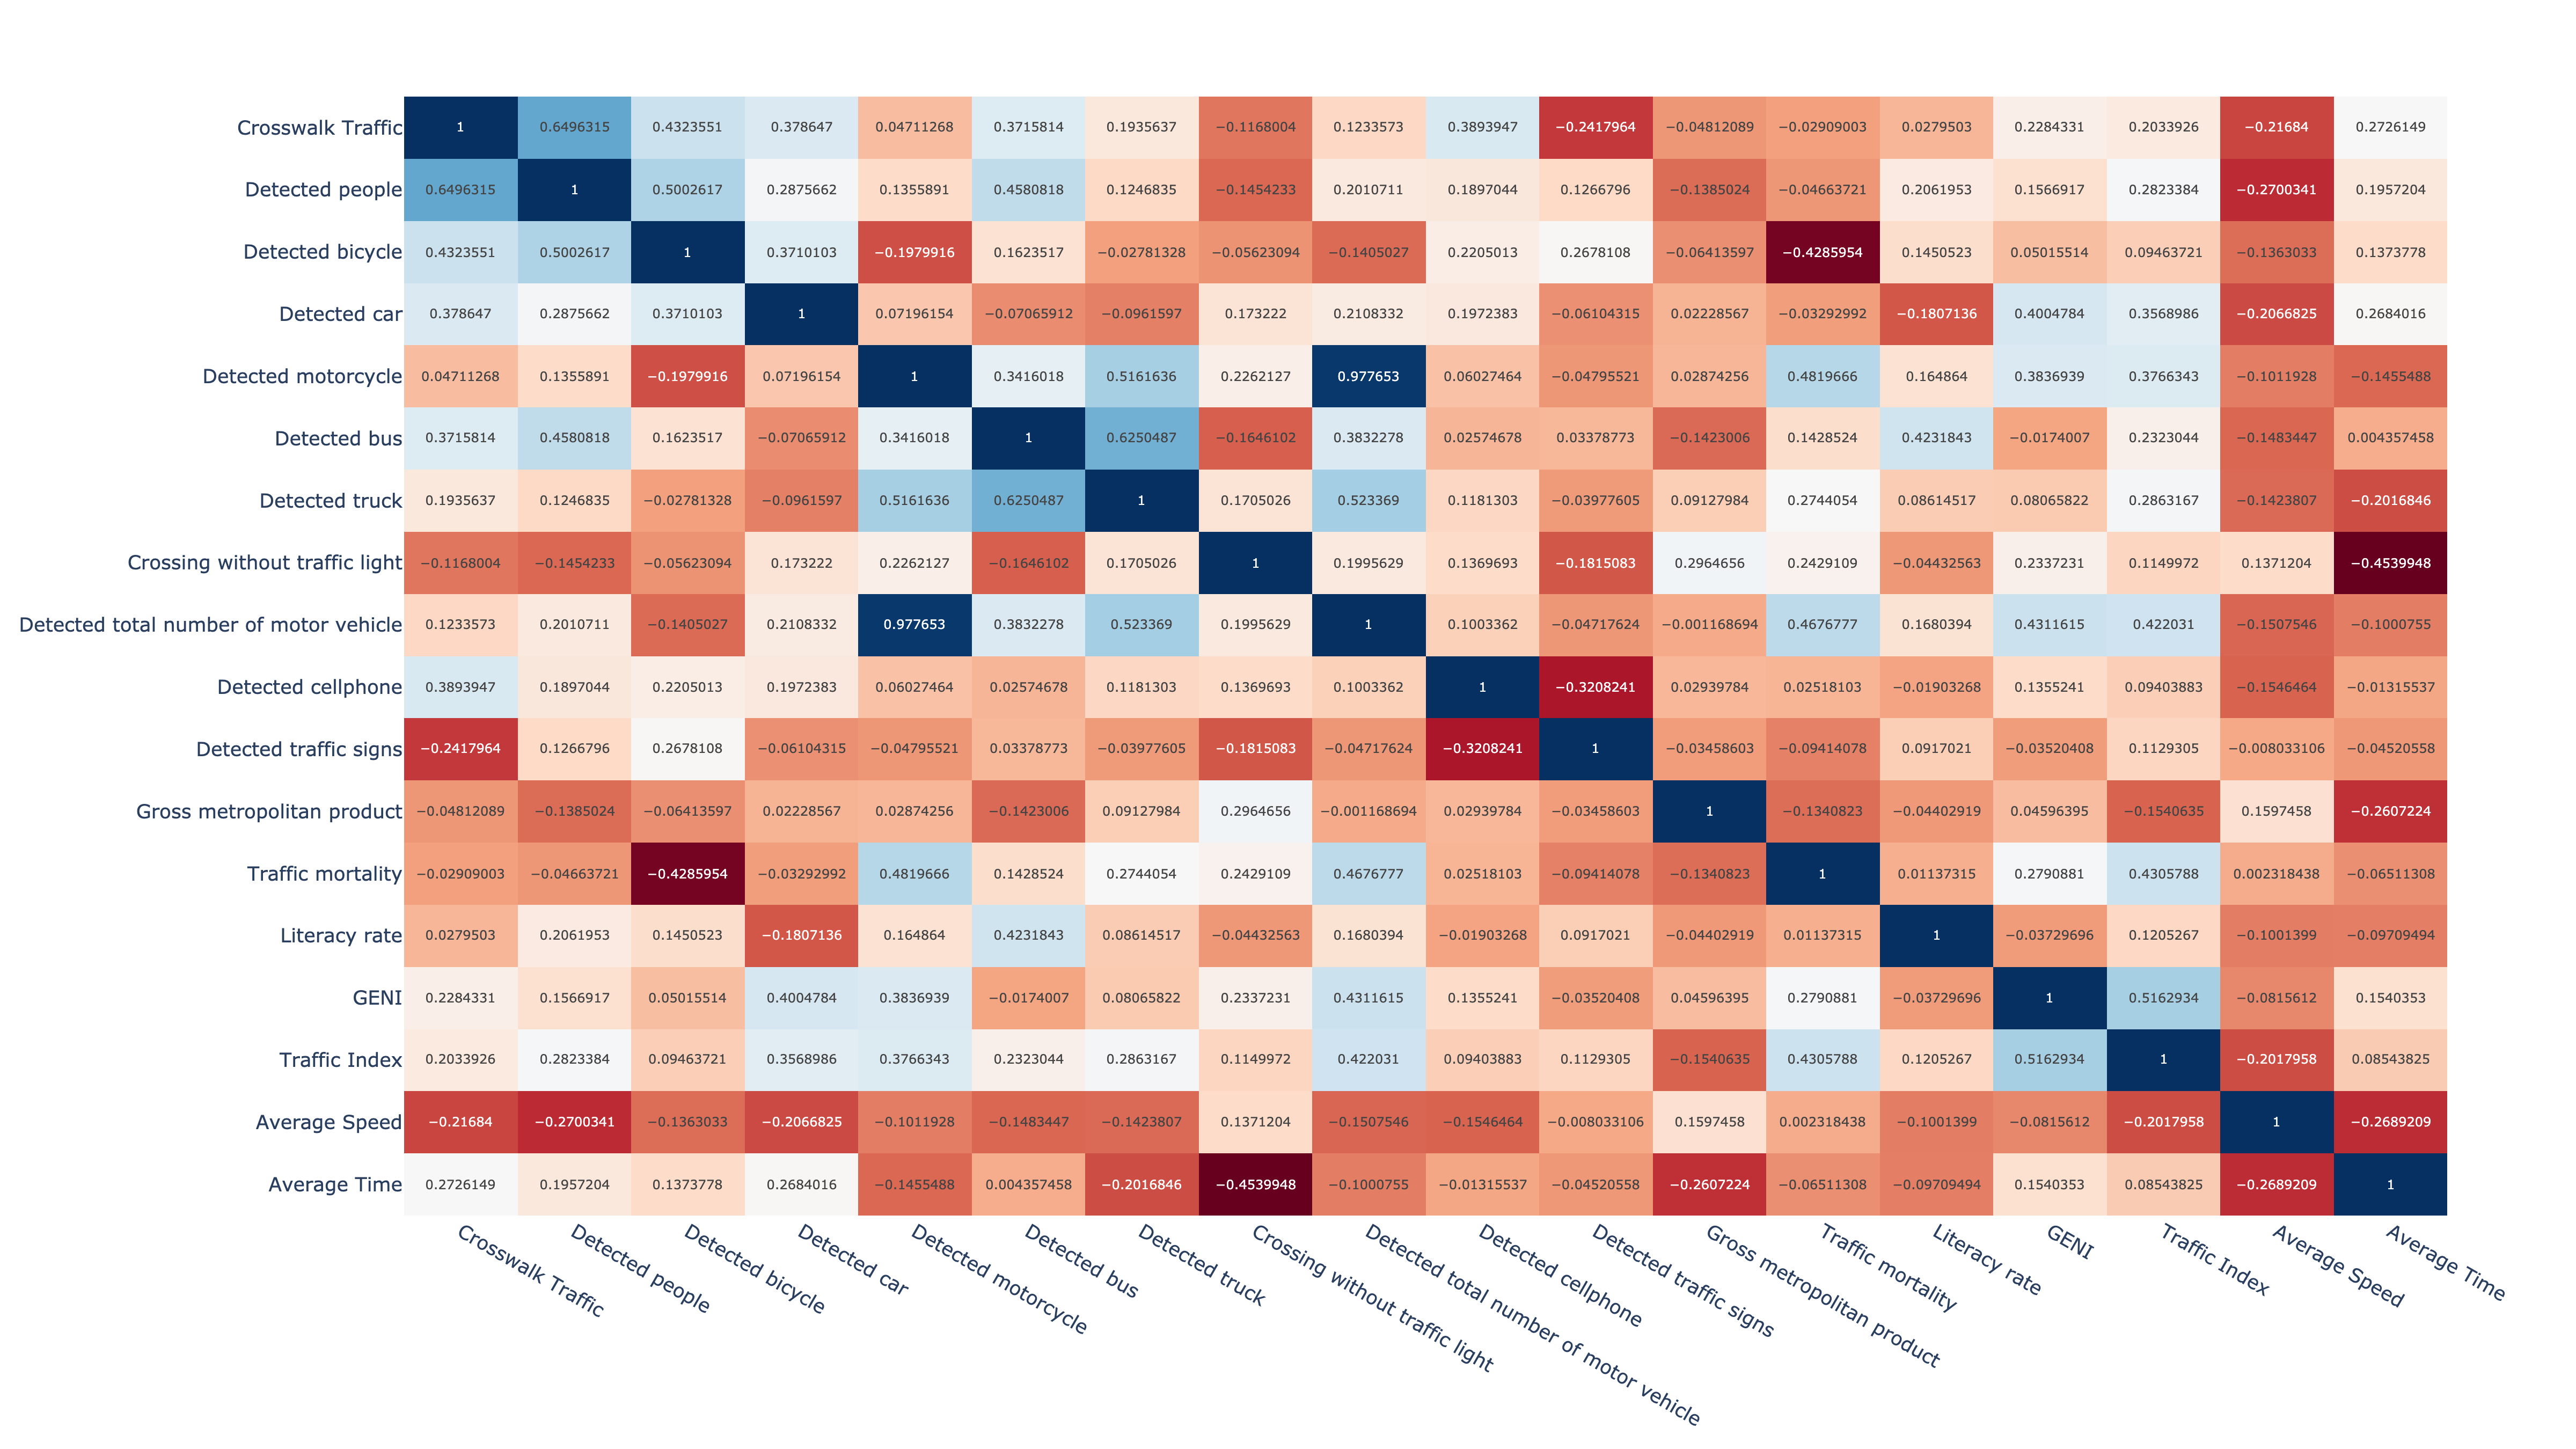 Crosswalk Traffic 1 0.6496315 0.4323551 0.378647 0.04711268 0.3715814 0.1935637 −0.1168004 0.1233573 0.3893947 −0.2417964 −0.04812089 −0.02909003 0.0279503 0.2284331 0.2033926 −0.21684 0.2726149
Detected people 0.6496315 1 0.5002617 0.2875662 0.1355891 0.4580818 0.1246835 −0.1454233 0.2010711 0.1897044 0.1266796 −0.1385024 −0.04663721 0.2061953 0.1566917 0.2823384 −0.2700341 0.1957204
Detected bicycle 0.4323551 0.5002617 1 0.3710103 −0.1979916 0.1623517 −0.02781328 −0.05623094 −0.1405027 0.2205013 0.2678108 −0.06413597 −0.4285954 0.1450523 0.05015514 0.09463721 −0.1363033 0.1373778
Detected car 0.378647 0.2875662 0.3710103 1 0.07196154 −0.07065912 −0.0961597 0.173222 0.2108332 0.1972383 −0.06104315 0.02228567 −0.03292992 −0.1807136 0.4004784 0.3568986 −0.2066825 0.2684016
Detected motorcycle 0.04711268 0.1355891 −0.1979916 0.07196154 1 0.3416018 0.5161636 0.2262127 0.977653 0.06027464 −0.04795521 0.02874256 0.4819666 0.164864 0.3836939 0.3766343 −0.1011928 −0.1455488
Detected bus 0.3715814 0.4580818 0.1623517 −0.07065912 0.3416018 1 0.6250487 −0.1646102 0.3832278 0.02574678 0.03378773 −0.1423006 0.1428524 0.4231843 −0.0174007 0.2323044 −0.1483447 0.004357458
Detected truck 0.1935637 0.1246835 −0.02781328 −0.0961597 0.5161636 0.6250487 1 0.1705026 0.523369 0.1181303 −0.03977605 0.09127984 0.2744054 0.08614517 0.08065822 0.2863167 −0.1423807 −0.2016846
Crossing without traffic light −0.1168004 −0.1454233 −0.05623094 0.173222 0.2262127 −0.1646102 0.1705026 1 0.1995629 0.1369693 −0.1815083 0.2964656 0.2429109 −0.04432563 0.2337231 0.1149972 0.1371204 −0.4539948
Detected total number of motor vehicle 0.1233573 0.2010711 −0.1405027 0.2108332 0.977653 0.3832278 0.523369 0.1995629 1 0.1003362 −0.04717624 −0.001168694 0.4676777 0.1680394 0.4311615 0.422031 −0.1507546 −0.1000755
Detected cellphone 0.3893947 0.1897044 0.2205013 0.1972383 0.06027464 0.02574678 0.1181303 0.1369693 0.1003362 1 −0.3208241 0.02939784 0.02518103 −0.01903268 0.1355241 0.09403883 −0.1546464 −0.01315537
Detected traffic signs −0.2417964 0.1266796 0.2678108 −0.06104315 −0.04795521 0.03378773 −0.03977605 −0.1815083 −0.04717624 −0.3208241 1 −0.03458603 −0.09414078 0.0917021 −0.03520408 0.1129305 −0.008033106 −0.04520558
Gross metropolitan product −0.04812089 −0.1385024 −0.06413597 0.02228567 0.02874256 −0.1423006 0.09127984 0.2964656 −0.001168694 0.02939784 −0.03458603 1 −0.1340823 −0.04402919 0.04596395 −0.1540635 0.1597458 −0.2607224
Traffic mortality −0.02909003 −0.04663721 −0.4285954 −0.03292992 0.4819666 0.1428524 0.2744054 0.2429109 0.4676777 0.02518103 −0.09414078 −0.1340823 1 0.01137315 0.2790881 0.4305788 0.002318438 −0.06511308
Literacy rate 0.0279503 0.2061953 0.1450523 −0.1807136 0.164864 0.4231843 0.08614517 −0.04432563 0.1680394 −0.01903268 0.0917021 −0.04402919 0.01137315 1 −0.03729696 0.1205267 −0.1001399 −0.09709494
GENI 0.2284331 0.1566917 0.05015514 0.4004784 0.3836939 −0.0174007 0.08065822 0.2337231 0.4311615 0.1355241 −0.03520408 0.04596395 0.2790881 −0.03729696 1 0.5162934 −0.0815612 0.1540353
Traffic Index 0.2033926 0.2823384 0.09463721 0.3568986 0.3766343 0.2323044 0.2863167 0.1149972 0.422031 0.09403883 0.1129305 −0.1540635 0.4305788 0.1205267 0.5162934 1 −0.2017958 0.08543825
Average Speed −0.21684 −0.2700341 −0.1363033 −0.2066825 −0.1011928 −0.1483447 −0.1423807 0.1371204 −0.1507546 −0.1546464 −0.008033106 0.1597458 0.002318438 −0.1001399 −0.0815612 −0.2017958 1 −0.2689209
Average Time 0.2726149 0.1957204 0.1373778 0.2684016 −0.1455488 0.004357458 −0.2016846 −0.4539948 −0.1000755 −0.01315537 −0.04520558 −0.2607224 −0.06511308 −0.09709494 0.1540353 0.08543825 −0.2689209 1
Crosswalk Traffic
Detected people
Detected bicycle
Detected car
Detected motorcycle
Detected bus
Detected truck
Crossing without traffic light
Detected total number of motor vehicle
Detected cellphone
Detected traffic signs
Gross metropolitan product
Traffic mortality
Literacy rate
GENI
Traffic Index
Average Speed
Average Time